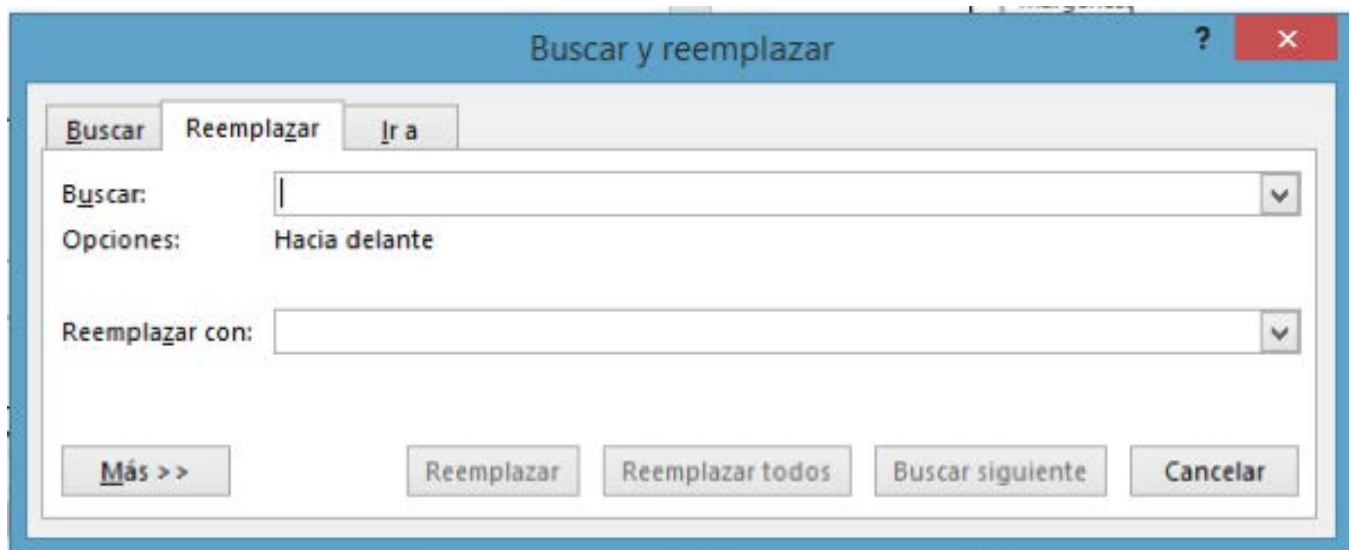 Buscar y reemplazar ?
Buscar Reemplazar Ir a
Buscar:
Opciones: Hacia delante
Reemplazar con:
Más >> Reemplazar Reemplazar todos Buscar siguiente Cancelar